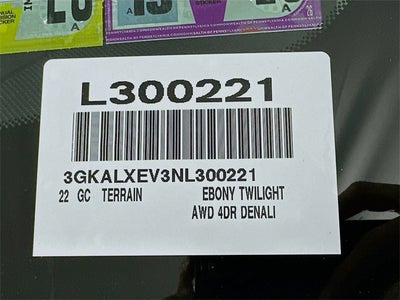 L300221
3GKALXEV3NL300221
22 GC TERRAIN EBONY TWILIGHT
AWD 4DR DENALI